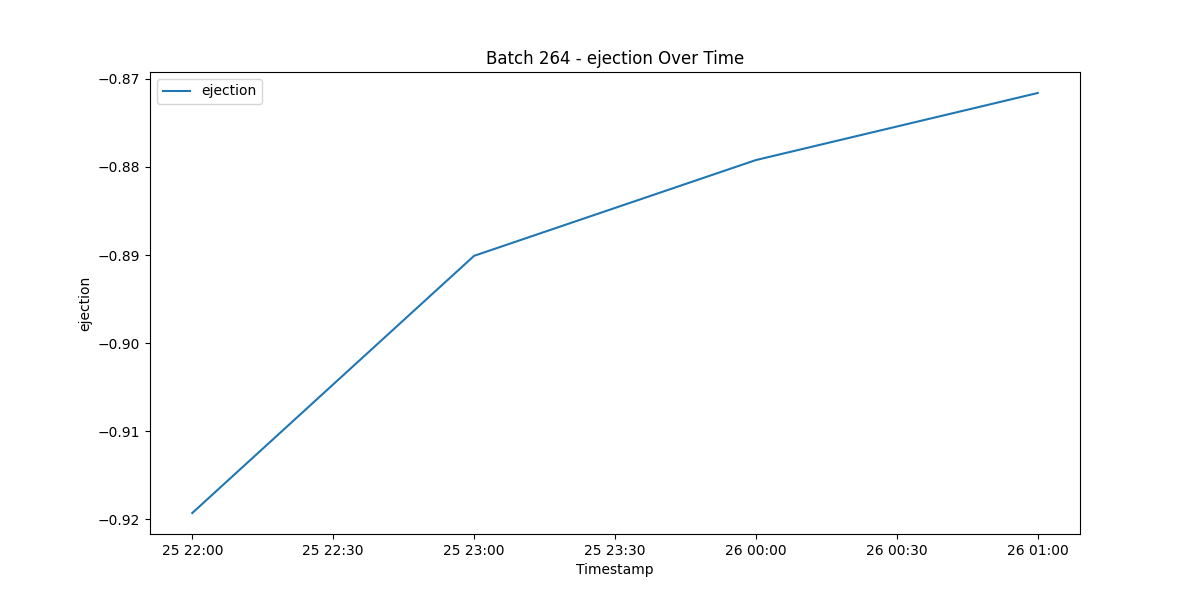 Batch 264 - ejection Over Time
ejection
−0.87
−0.88
−0.89
−0.90
−0.91
−0.92
ejection
25 22:00 25 22:30 25 23:00 25 23:30 26 00:00 26 00:30 26 01:00
Timestamp